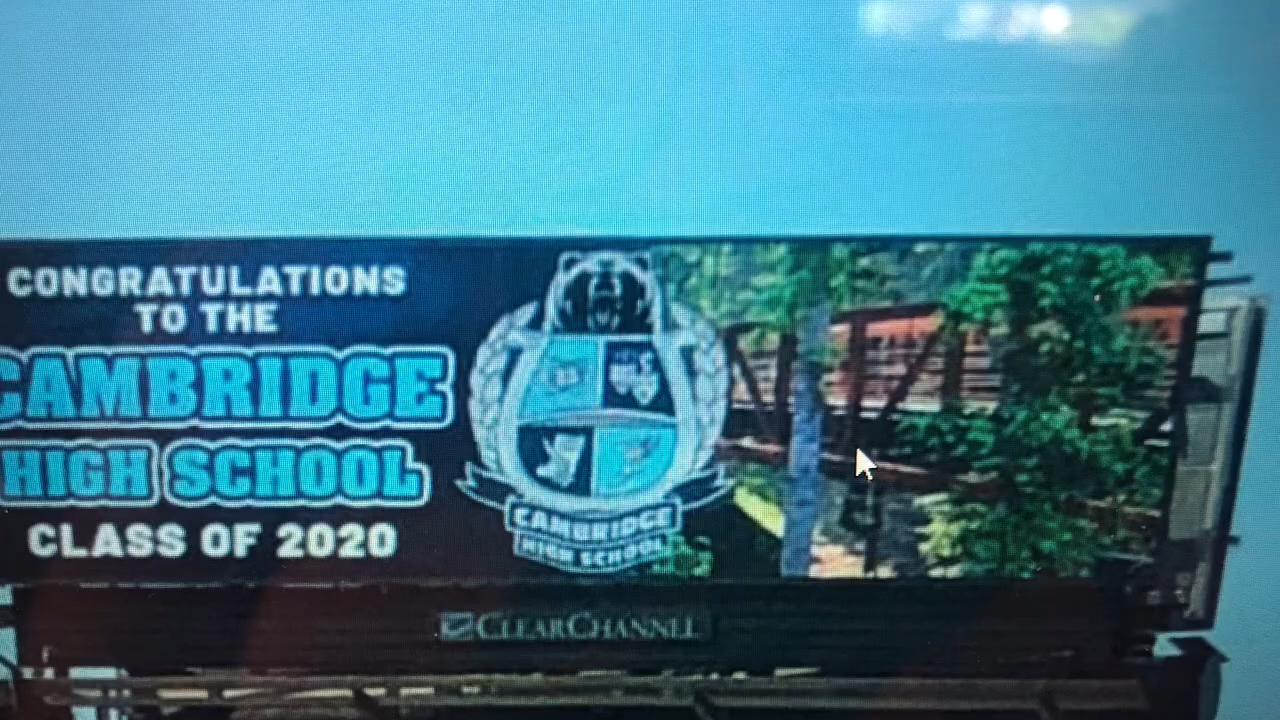 CONGRATULATIONS
TO THE
CAMBRIDGE
HIGH SCHOOL
CLASS OF 2020
CAMBRIDGE
HIGH SCHOOL
CLEARCHANNEL